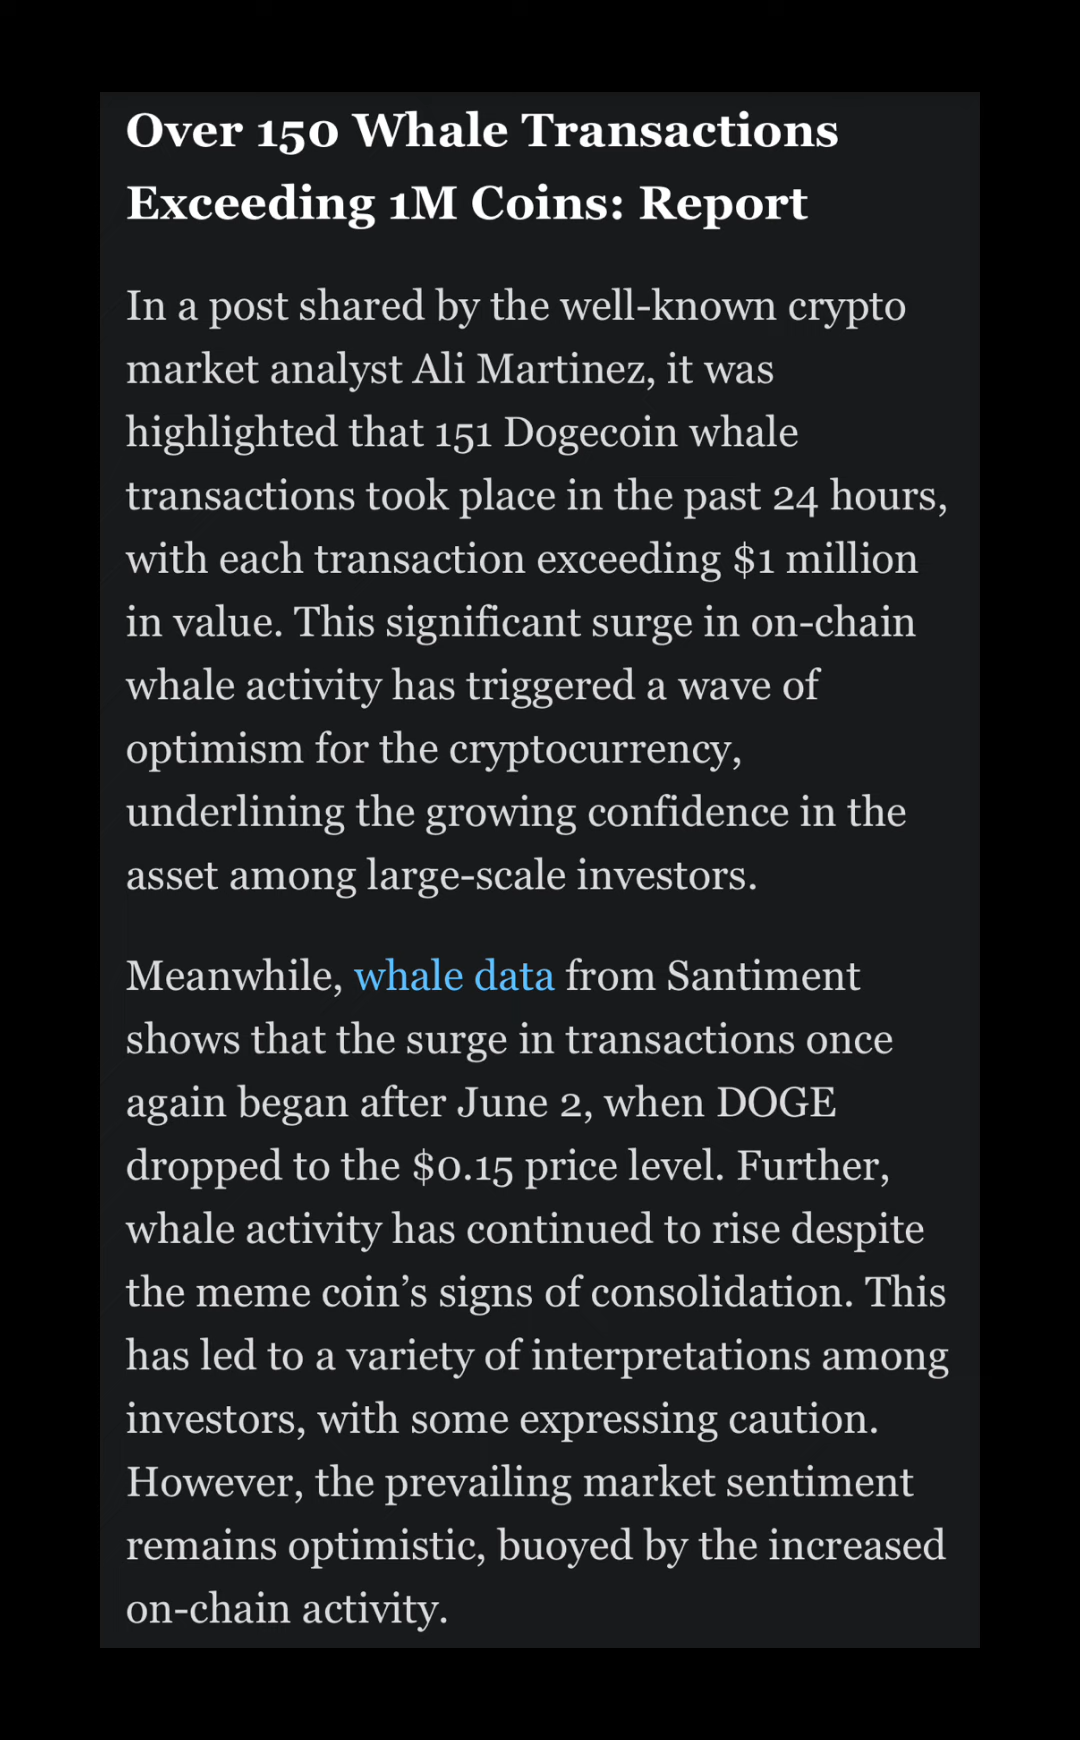 Over 150 Whale Transactions
Exceeding 1M Coins: Report
In a post shared by the well-known crypto
market analyst Ali Martinez, it was
highlighted that 151 Dogecoin whale
transactions took place in the past 24 hours,
with each transaction exceeding $1 million
in value. This significant surge in on-chain
whale activity has triggered a wave of
optimism for the cryptocurrency,
underlining the growing confidence in the
asset among large-scale investors.
Meanwhile, whale data from Santiment
shows that the surge in transactions once
again began after June 2, when DOGE
dropped to the $0.15 price level. Further,
whale activity has continued to rise despite
the meme coin’s signs of consolidation. This
has led to a variety of interpretations among
investors, with some expressing caution.
However, the prevailing market sentiment
remains optimistic, buoyed by the increased
on-chain activity.